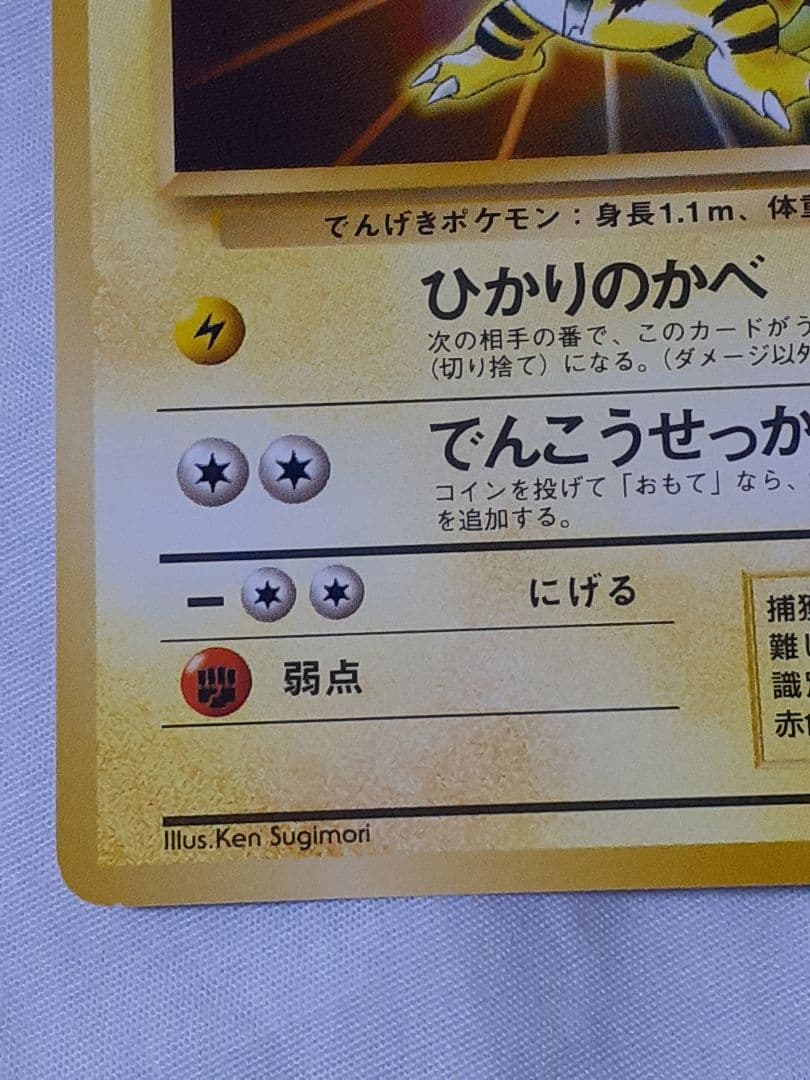 でんげきポケモン：身長1.1m、体重
ひかりのかべ
次の相手の番で、このカードがう
（切り捨て）になる。（ダメージ以外
でんこうせっか
コインを投げて「おもて」なら、
を追加する。
にげる
弱点
捕獲
難し
識別
赤
Illus.Ken Sugimori